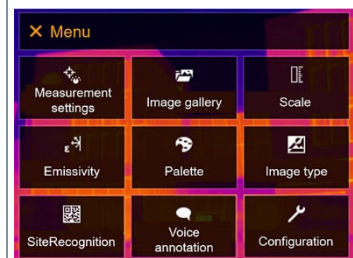 × Menu
Measurement
settings
Image gallery
Scale
ε
Emissivity
Palette
Image type
SiteRecognition
Voice
annotation
Configuration